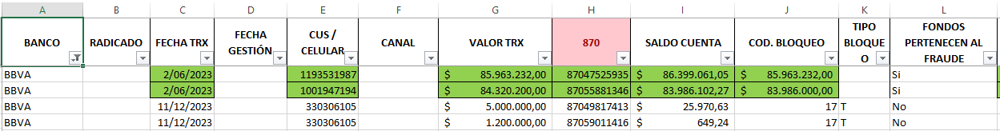 A B C D E F G H I J K L
BANCO RADICADO FECHA TRX FECHA GESTIÓN CUS / CELULAR CANAL VALOR TRX 870 SALDO CUENTA COD. BLOQUEO TIPO BLOQUE O FONDOS PERTENECEN AL FRAUDE
BBVA 2/06/2023 1193531987 $ 85.963.232,00 87047525935 $ 86.399.061,05 $ 85.963.232,00 Si
BBVA 2/06/2023 1001947194 $ 84.320.200,00 87055881346 $ 83.986.102,27 $ 83.986.000,00 Si
BBVA 11/12/2023 330306105 $ 5.000.000,00 87049817413 $ 25.970,63 17 T No
BBVA 11/12/2023 330306105 $ 1.200.000,00 87059011416 $ 649,24 17 T No